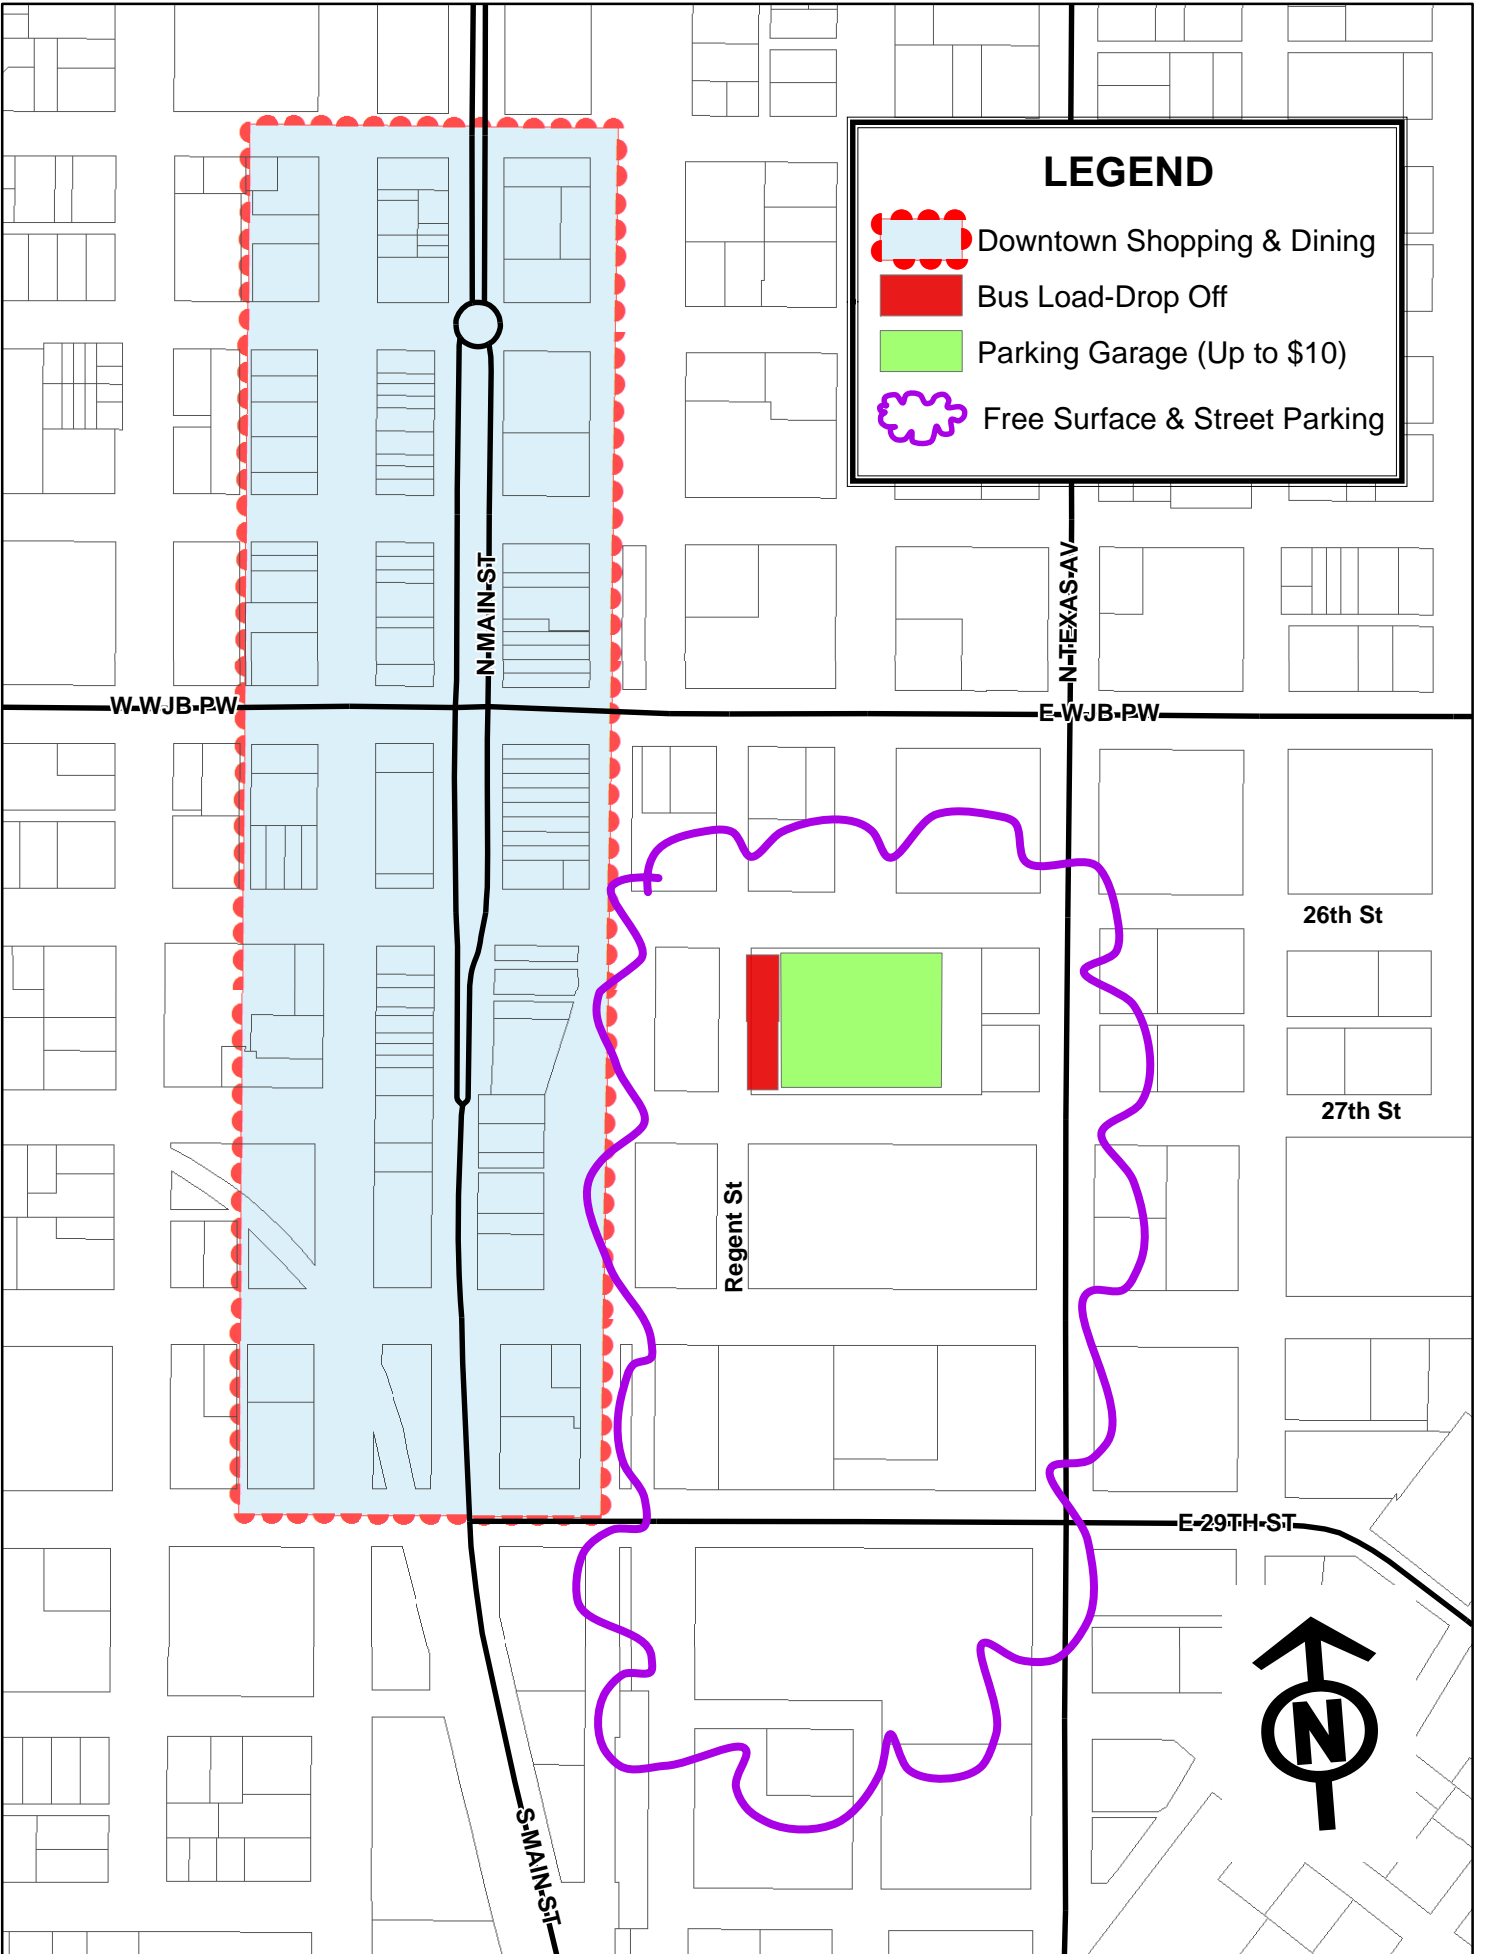 LEGEND
Downtown Shopping & Dining
Bus Load-Drop Off
Parking Garage (Up to $10)
Free Surface & Street Parking
N MAIN ST
N TEXAS AV
W WJB PW
E WJB PW
26th St
27th St
Regent St
E 29TH ST
N
S MAIN ST